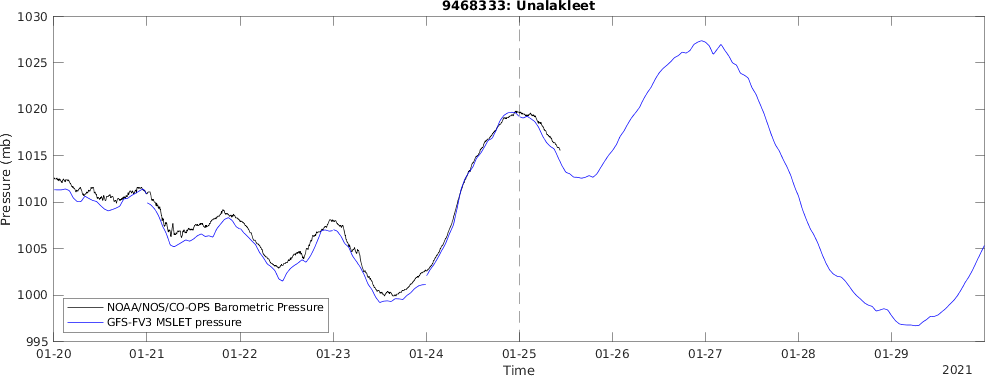 9468333: Unalakleet
1030
1025
1020
1015
1010
1005
1000
995
Pressure (mb)
NOAA/NOS/CO-OPS Barometric Pressure
GFS-FV3 MSLET pressure
01-20 01-21 01-22 01-23 01-24 01-25 01-26 01-27 01-28 01-29
Time
2021